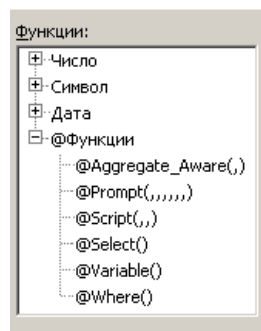 Функции:
Число
Символ
Дата
@Функции
@Aggregate_Aware(,)
@Prompt(,,,,,,)
@Script(,,)
@Select()
@Variable()
@Where()